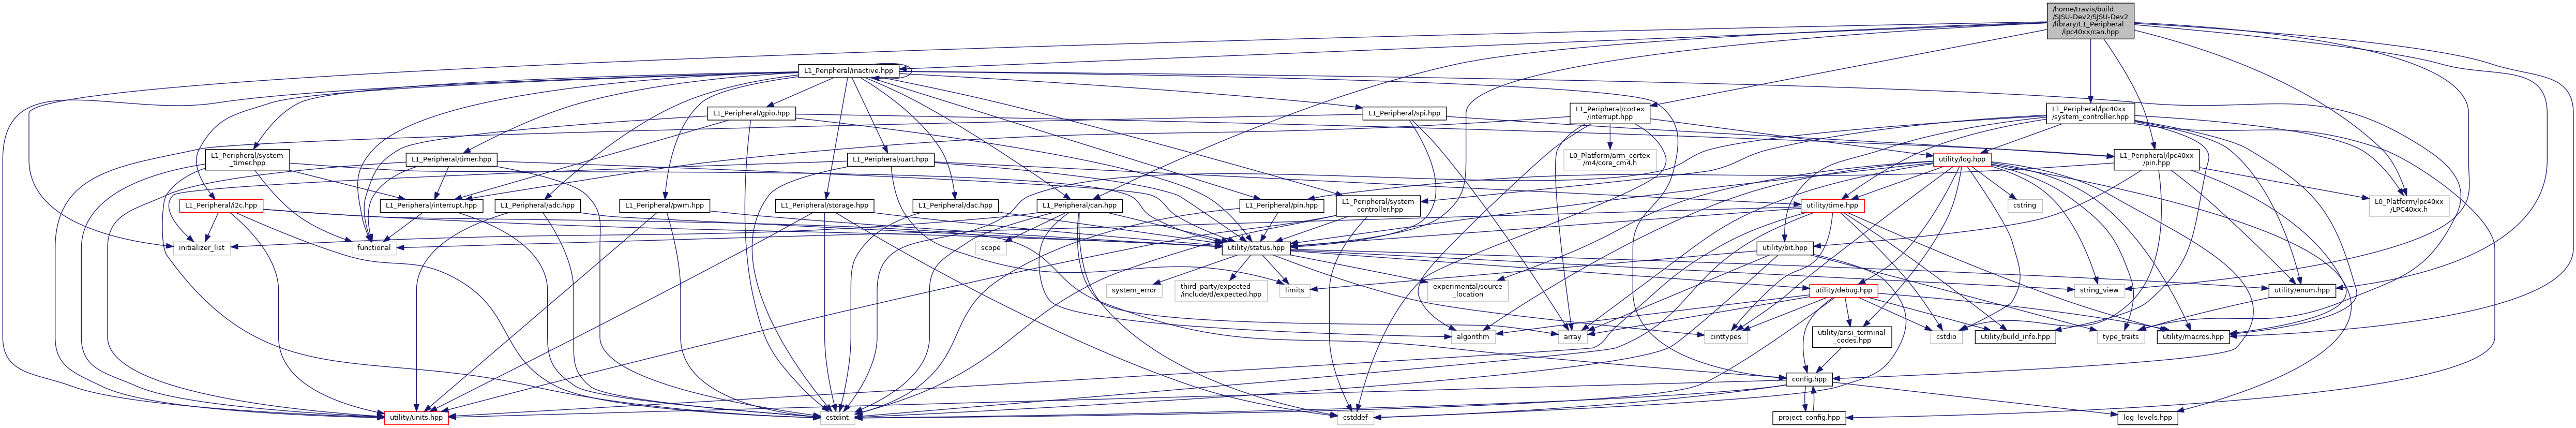 /home/travis/build
/SJSU-Dev2/SJSU-Dev2
/library/L1_Peripheral
/lpc40xx/can.hpp
L1_Peripheral/inactive.hpp
L1_Peripheral/gpio.hpp
L1_Peripheral/spi.hpp
L1_Peripheral/cortex
/interrupt.hpp
L1_Peripheral/lpc40xx
/system_controller.hpp
L1_Peripheral/system
_timer.hpp
L1_Peripheral/timer.hpp
L1_Peripheral/uart.hpp
L0_Platform/arm_cortex
/m4/core_cm4.h
utility/log.hpp
L1_Peripheral/lpc40xx
/pin.hpp
L1_Peripheral/i2c.hpp
L1_Peripheral/interrupt.hpp
L1_Peripheral/adc.hpp
L1_Peripheral/pwm.hpp
L1_Peripheral/storage.hpp
L1_Peripheral/dac.hpp
L1_Peripheral/can.hpp
L1_Peripheral/pin.hpp
L1_Peripheral/system
_controller.hpp
utility/time.hpp
cstring
L0_Platform/lpc40xx
/LPC40xx.h
initializer_list
functional
scope
utility/status.hpp
utility/bit.hpp
system_error
third_party/expected
/include/tl/expected.hpp
limits
experimental/source
_location
utility/debug.hpp
string_view
utility/enum.hpp
algorithm
array
cinttypes
utility/ansi_terminal
_codes.hpp
cstdio
utility/build_info.hpp
type_traits
utility/macros.hpp
config.hpp
utility/units.hpp
cstdint
cstddef
project_config.hpp
log_levels.hpp